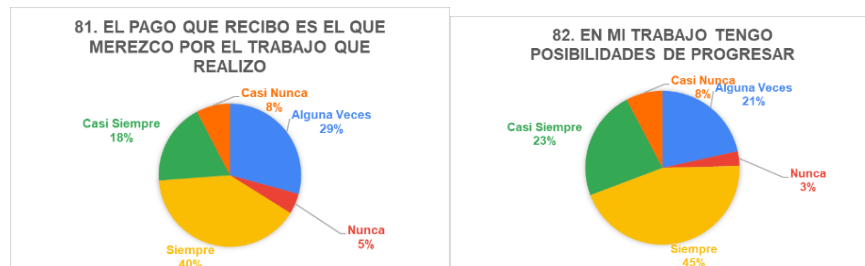 81. EL PAGO QUE RECIBO ES EL QUE
MEREZCO POR EL TRABAJO QUE
REALIZO
Casi Nunca
8%
Alguna Veces
29%
Casi Siempre
18%
Nunca
5%
Siempre
40%
82. EN MI TRABAJO TENGO
POSIBILIDADES DE PROGRESAR
Casi Nunca
8%
Alguna Veces
21%
Casi Siempre
23%
Nunca
3%
Siempre
45%